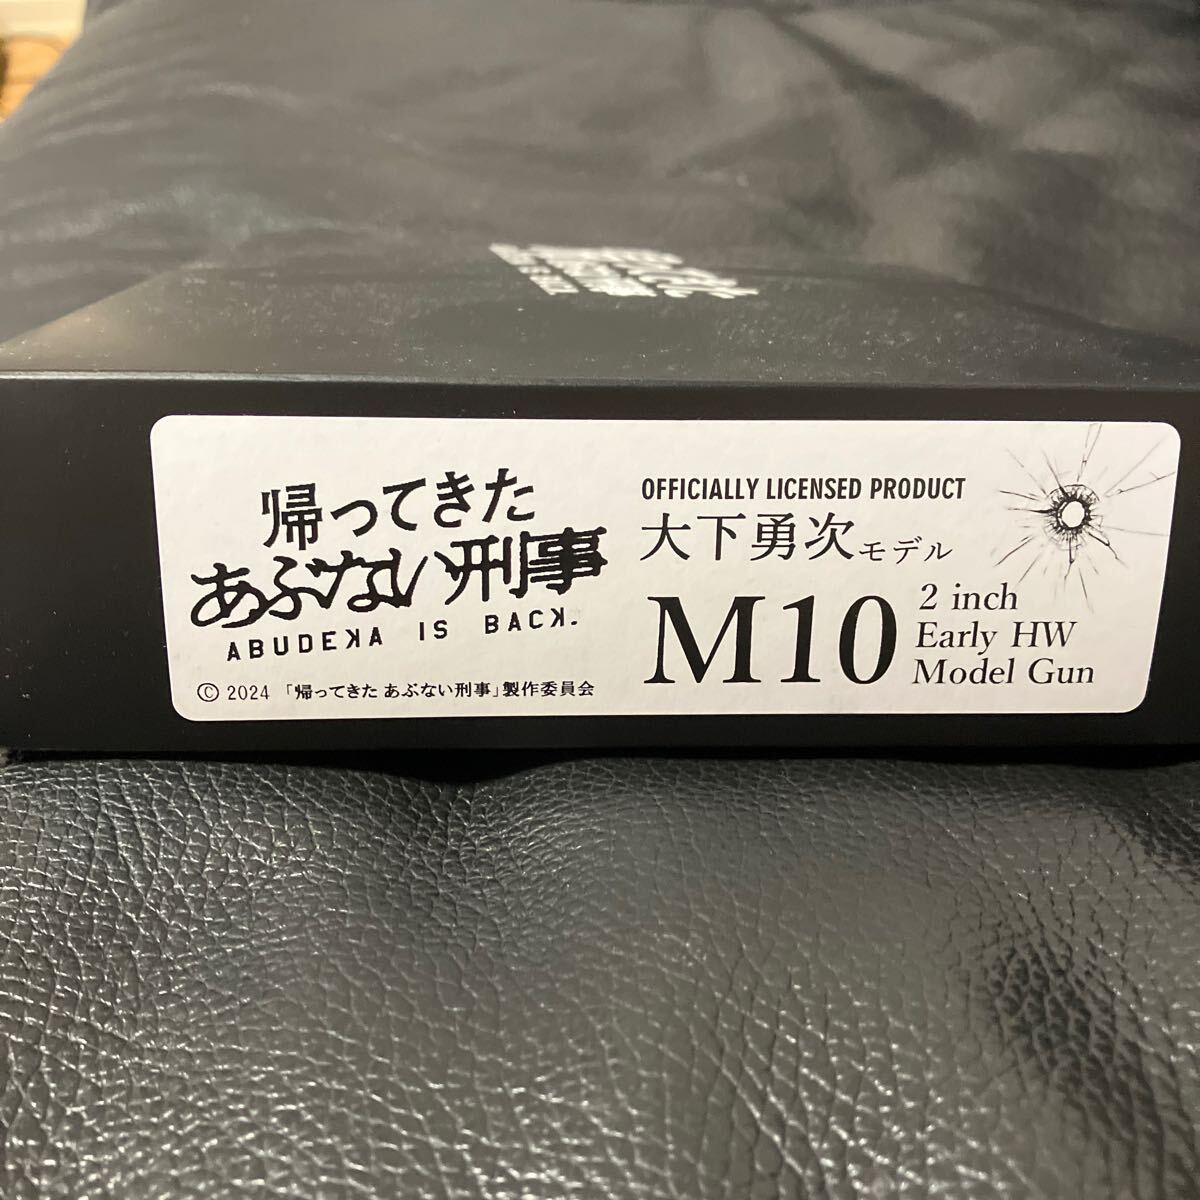 帰ってきた
あぶない刑事
ABUDEKA IS BACK.
© 2024 「帰ってきた あぶない刑事」製作委員会
OFFICIALLY LICENSED PRODUCT
大下勇次モデル
M10
2 inch
Early HW
Model Gun